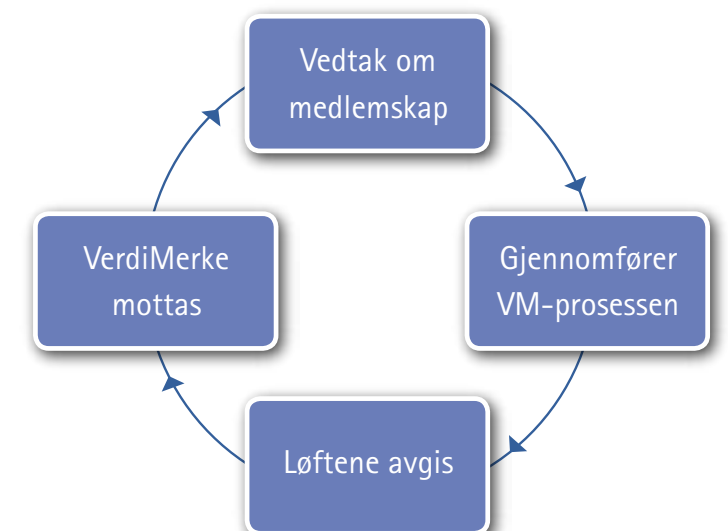 Vedtak om
medlemskap
Gjennomfører
VM-prosessen
Løftene avgis
VerdiMerke
mottas